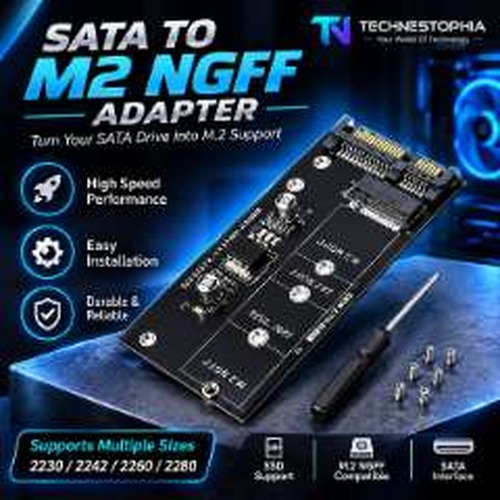 SATA TO
M2 NGFF
ADAPTER
Turn Your SATA Drive Into M.2 Support
TECHNESTOPHIA
Your World Of Technology
High Speed
Performance
Easy
Installation
Durable &
Reliable
Supports Multiple Sizes
2230 / 2242 / 2260 / 2280
SSD
Support
M.2 NGFF
Compatible
SATA
Interface